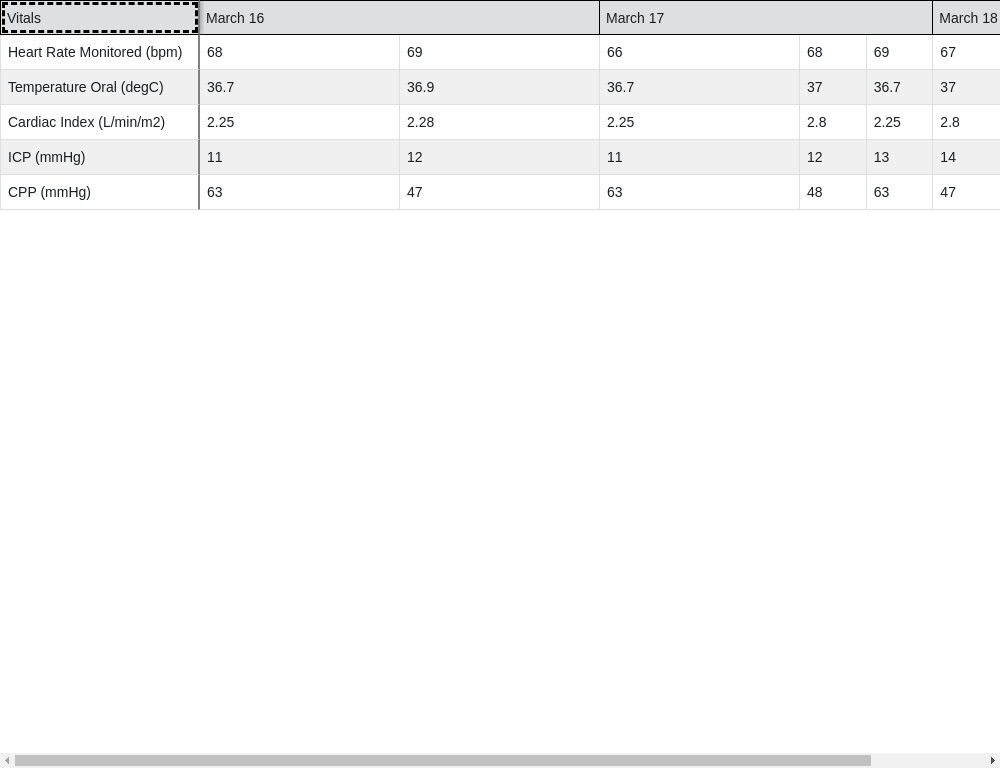 Vitals March 16 March 17 March 18
Heart Rate Monitored (bpm) 68 69 66 68 69 67
Temperature Oral (degC) 36.7 36.9 36.7 37 36.7 37
Cardiac Index (L/min/m2) 2.25 2.28 2.25 2.8 2.25 2.8
ICP (mmHg) 11 12 11 12 13 14
CPP (mmHg) 63 47 63 48 63 47